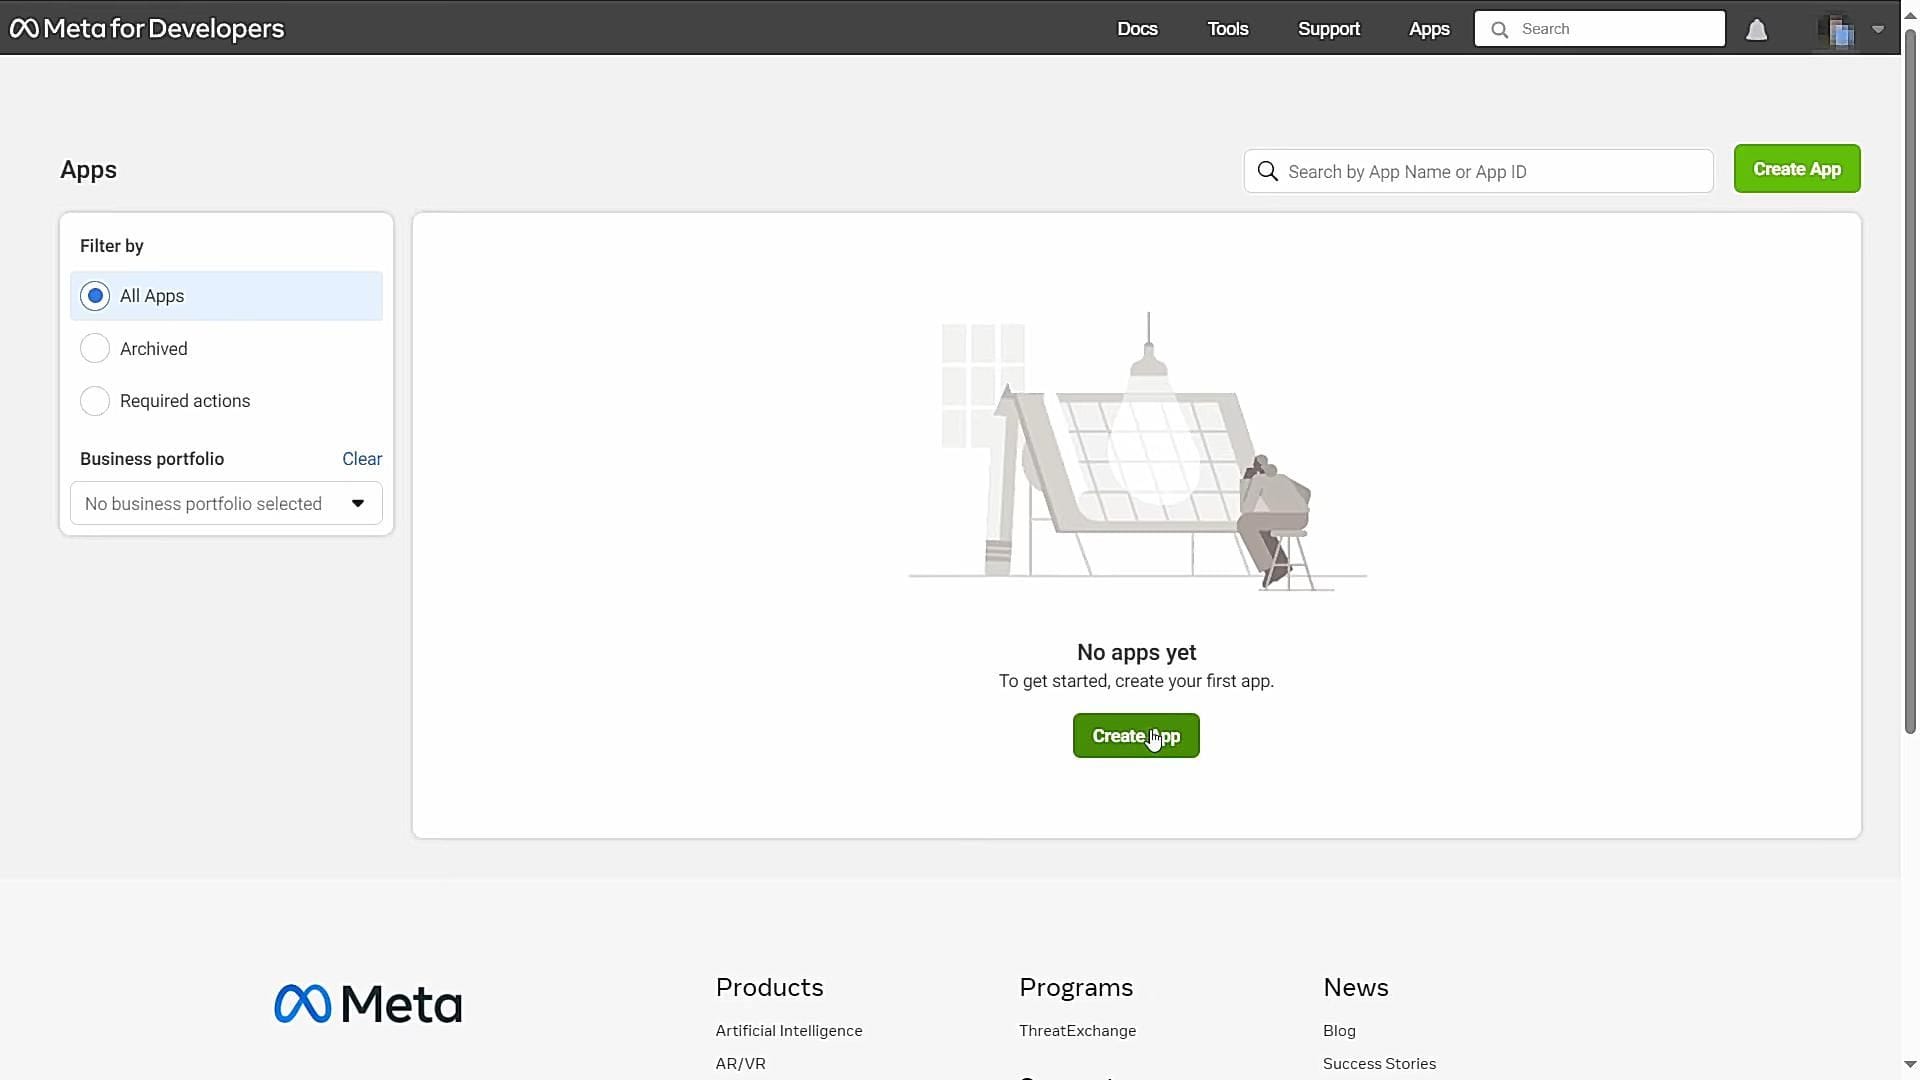 Meta for Developers
Docs
Tools
Support
Apps
Search
Apps
Search by App Name or App ID
Create App
Filter by
All Apps
Archived
Required actions
Business portfolio
Clear
No business portfolio selected
No apps yet
To get started, create your first app.
Create App
Meta
Products
Artificial Intelligence
AR/VR
Programs
ThreatExchange
News
Blog
Success Stories